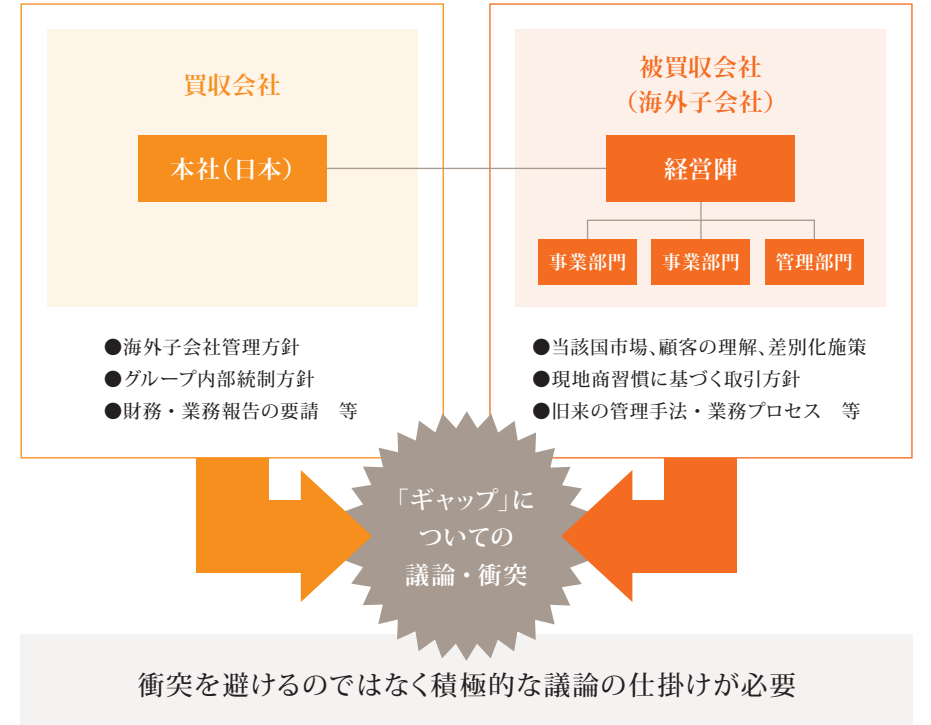 買収会社
本社(日本)
●海外子会社管理方針
●グループ内部統制方針
●財務・業務報告の要請　等
被買収会社
（海外子会社）
経営陣
事業部門
事業部門
管理部門
●当該国市場、顧客の理解、差別化施策
●現地商習慣に基づく取引方針
●旧来の管理手法・業務プロセス　等
「ギャップ」に
ついての
議論・衝突
衝突を避けるのではなく積極的な議論の仕掛けが必要